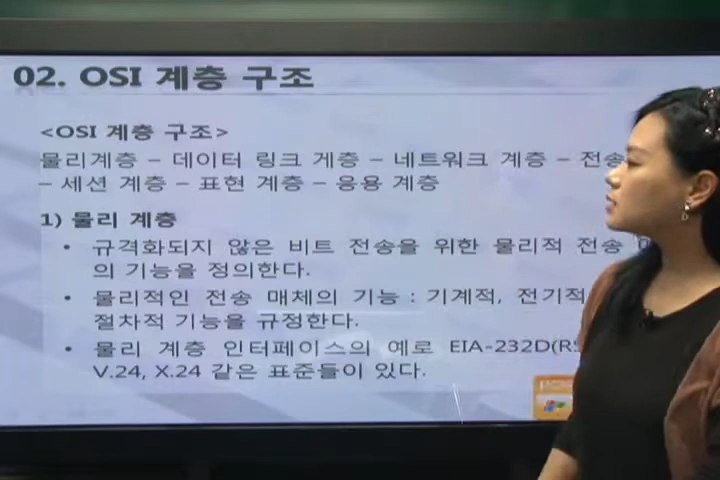 02. OSI 계층 구조
<OSI 계층 구조>
물리계층 – 데이터 링크 게층 – 네트워크 계층 – 전송
– 세션 계층 – 표현 계층 – 응용 계층
1) 물리 계층
• 규격화되지 않은 비트 전송을 위한 물리적 전송
의 기능을 정의한다.
• 물리적인 전송 매체의 기능 : 기계적, 전기적
절차적 기능을 규정한다.
• 물리 계층 인터페이스의 예로 EIA-232D(RS
V.24, X.24 같은 표준들이 있다.